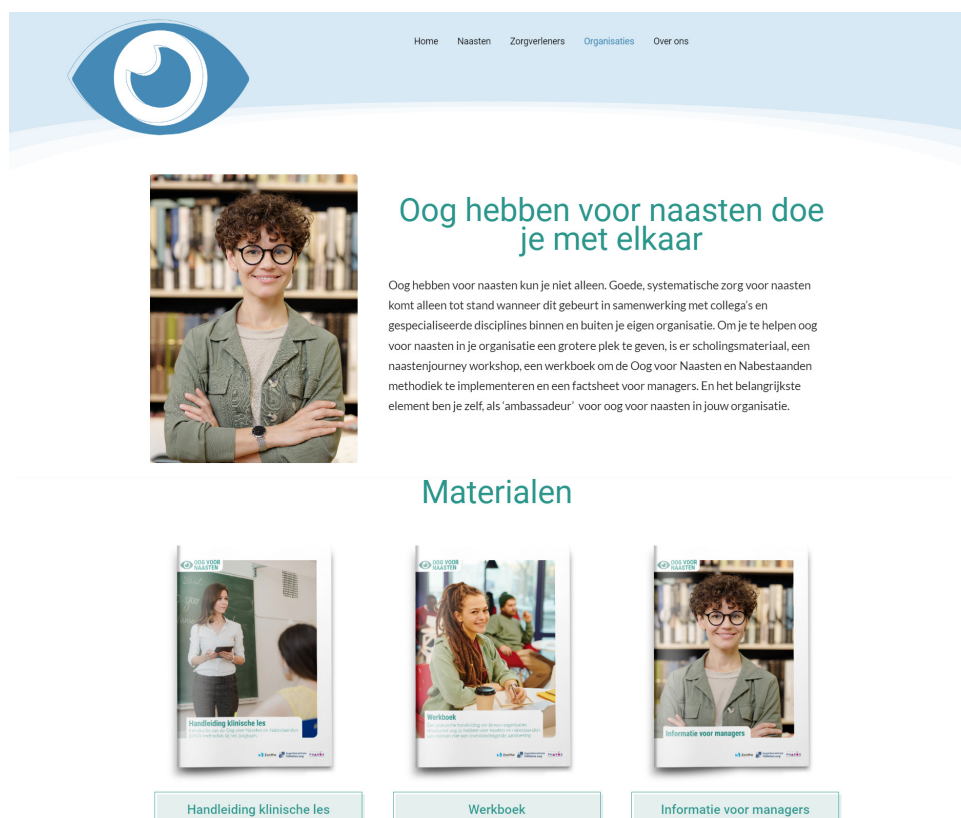 Home Naasten Zorgverleners Organisaties Over ons
Oog hebben voor naasten doe
je met elkaar
Oog hebben voor naasten kun je niet alleen. Goede, systematische zorg voor naasten
komt alleen tot stand wanneer dit gebeurt in samenwerking met collega's en
gespecialiseerde disciplines binnen en buiten je eigen organisatie. Om je te helpen oog
voor naasten in je organisatie een grotere plek te geven, is er scholingsmateriaal, een
naastenjourney workshop, een werkboek om de Oog voor Naasten en Nabestaanden
methodiek te implementeren en een factsheet voor managers. En het belangrijkste
element ben je zelf, als ‘ambassadeur’ voor oog voor naasten in jouw organisatie.
Materialen
OOG VOOR
NAASTEN
Handleiding klinische les
OOG VOOR
NAASTEN
Werkboek
OOG VOOR
NAASTEN
Informatie voor managers
Handleiding klinische les
Werkboek
Informatie voor managers